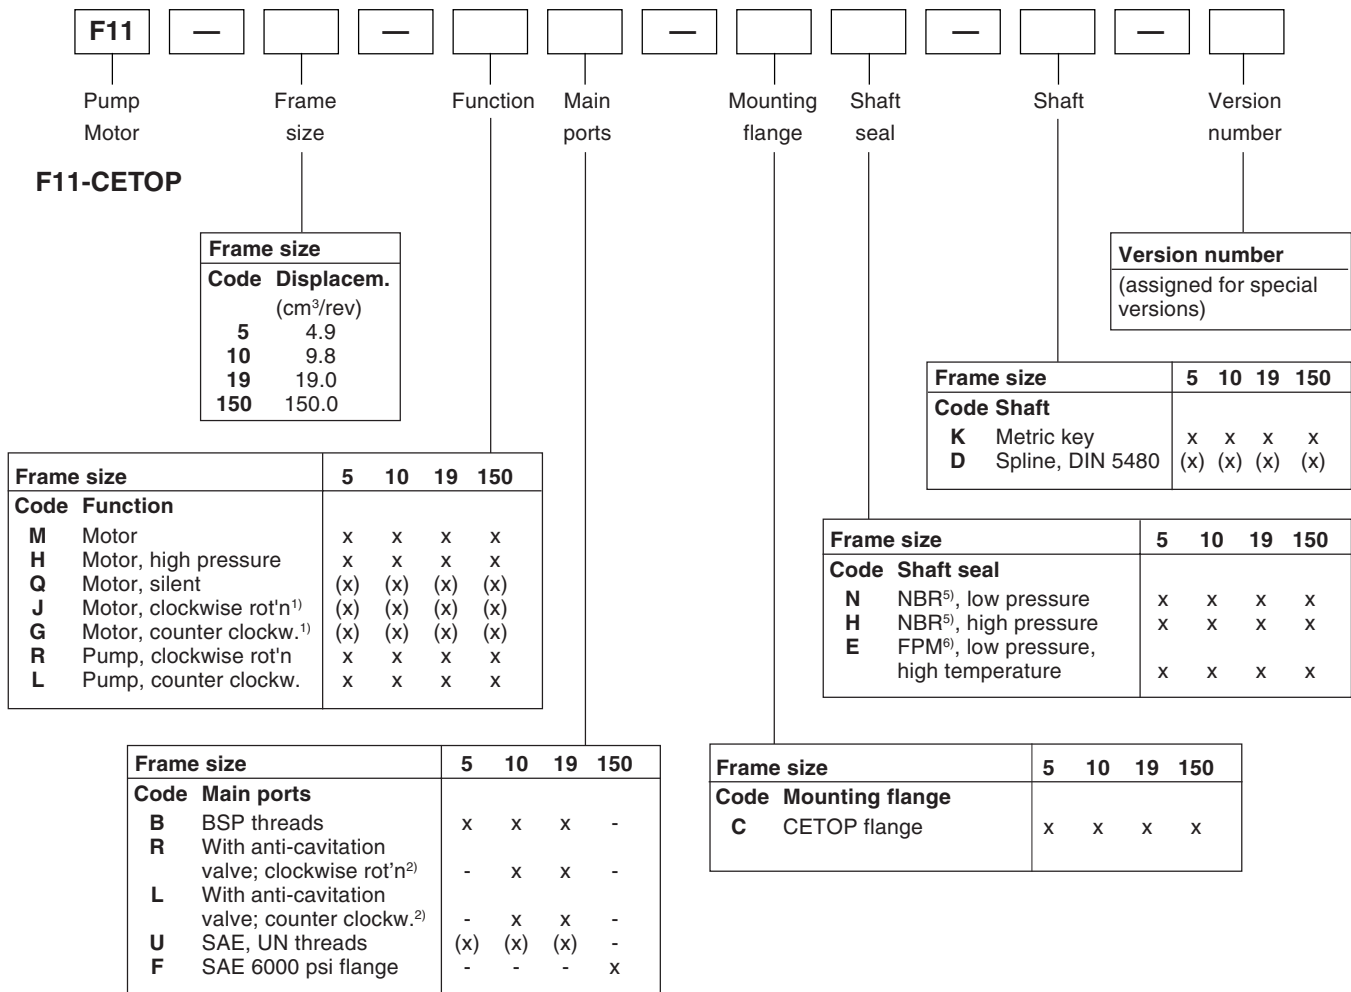 F11 — — — — —
Pump Motor
Frame size
Function
Main ports
Mounting flange
Shaft seal
Shaft
Version number
F11-CETOP
Frame size
Code Displacem.
(cm³/rev)
5 4.9
10 9.8
19 19.0
150 150.0
Version number
(assigned for special
versions)
Frame size 5 10 19 150
Code Shaft
K Metric key x x x x
D Spline, DIN 5480 (x) (x) (x) (x)
Frame size 5 10 19 150
Code Function
M Motor x x x x
H Motor, high pressure x x x x
Q Motor, silent (x) (x) (x) (x)
J Motor, clockwise rot'n¹⁾ (x) (x) (x) (x)
G Motor, counter clockw.¹⁾ (x) (x) (x) (x)
R Pump, clockwise rot'n x x x x
L Pump, counter clockw. x x x x
Frame size 5 10 19 150
Code Shaft seal
N NBR⁵⁾, low pressure x x x x
H NBR⁵⁾, high pressure x x x x
E FPM⁶⁾, low pressure,
high temperature x x x x
Frame size 5 10 19 150
Code Main ports
B BSP threads x x x -
R With anti-cavitation
valve; clockwise rot’n²⁾ - x x -
L With anti-cavitation
valve; counter clockw.²⁾ - x x -
U SAE, UN threads (x) (x) (x) -
F SAE 6000 psi flange - - - x
Frame size 5 10 19 150
Code Mounting flange
C CETOP flange x x x x